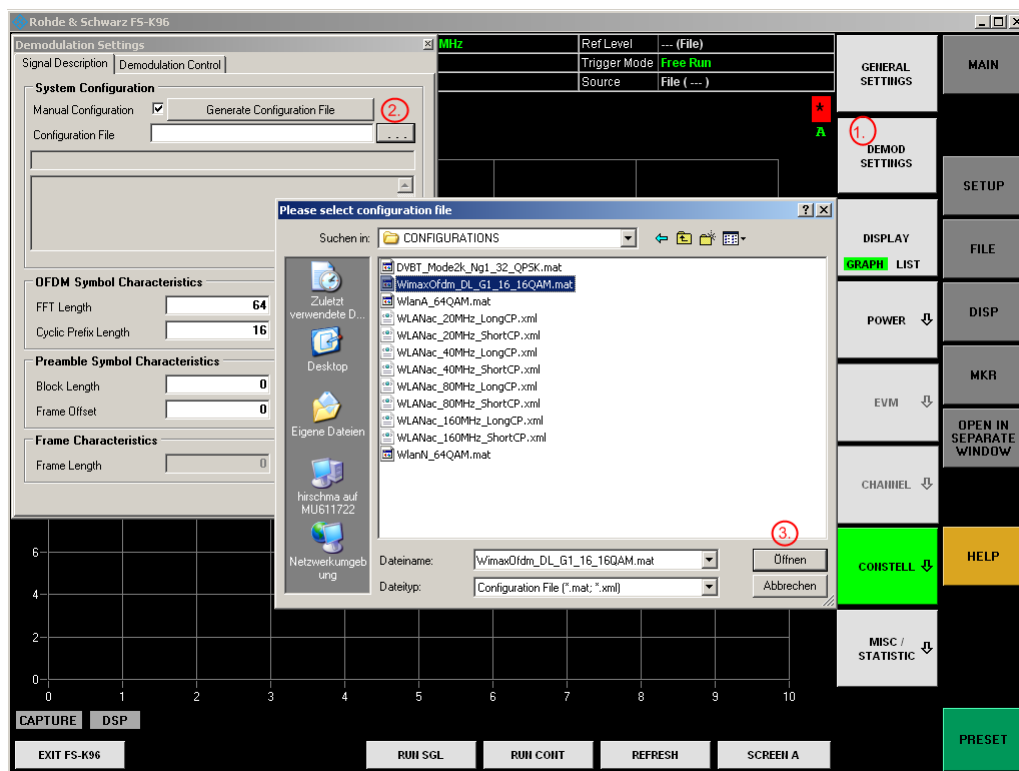 Rohde & Schwarz FS-K96
Demodulation Settings
Signal Description
Demodulation Control
System Configuration
Manual Configuration
Generate Configuration File
2.
Configuration File
...
OFDM Symbol Characteristics
FFT Length 64
Cyclic Prefix Length 16
Preamble Symbol Characteristics
Block Length 0
Frame Offset 0
Frame Characteristics
Frame Length 0
MHz
Ref Level --- (File)
Trigger Mode Free Run
Source File ( --- )
*
A
Please select configuration file
Suchen in: CONFIGURATIONS
Zuletzt
verwendete D...
Desktop
Eigene Dateien
hirschma auf
MU611722
Netzwerkumgeb
ung
DVBT_Mode2k_Ng1_32_QPSK.mat
WimaxOfdm_DL_G1_16_16QAM.mat
WlanA_64QAM.mat
WLANac_20MHz_LongCP.xml
WLANac_20MHz_ShortCP.xml
WLANac_40MHz_LongCP.xml
WLANac_40MHz_ShortCP.xml
WLANac_80MHz_LongCP.xml
WLANac_80MHz_ShortCP.xml
WLANac_160MHz_LongCP.xml
WLANac_160MHz_ShortCP.xml
WlanN_64QAM.mat
3.
Dateiname: WimaxOfdm_DL_G1_16_16QAM.mat
Öffnen
Dateityp: Configuration File (*.mat; *.xml)
Abbrechen
6
4
2
0
0 1 2 3 4 5 6 7 8 9 10
CAPTURE DSP
EXIT FS-K96
RUN SGL
RUN CONT
REFRESH
SCREEN A
GENERAL
SETTINGS
1.
DEMOD
SETTINGS
DISPLAY
GRAPH LIST
POWER
EVM
CHANNEL
CONSTELL
MISC /
STATISTIC
MAIN
SETUP
FILE
DISP
MKR
OPEN IN
SEPARATE
WINDOW
HELP
PRESET